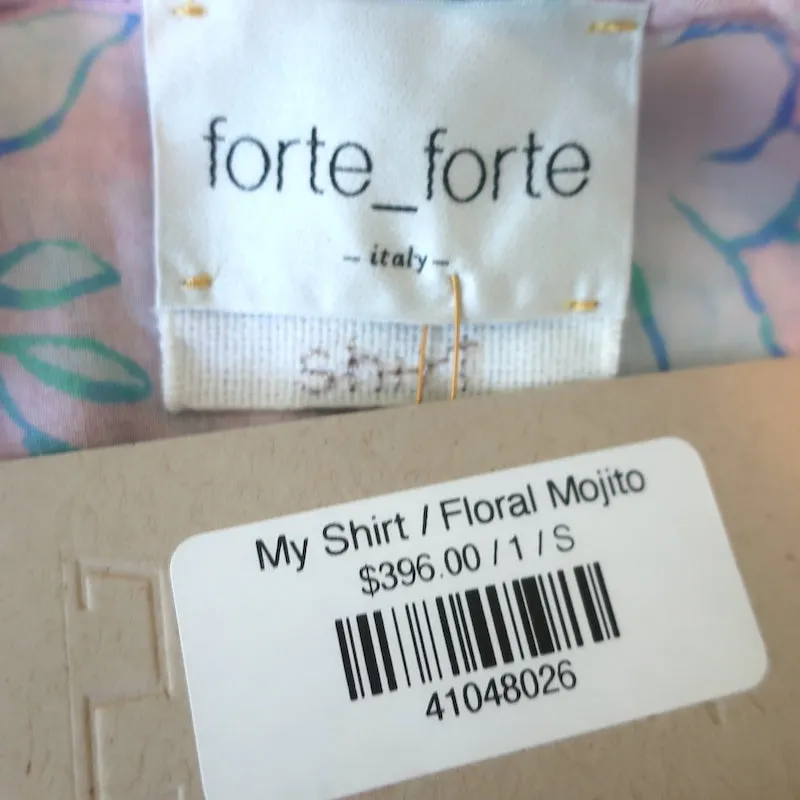 forte_forte
– italy –
shirt
My Shirt / Floral Mojito
$396.00 / 1 / S
41048026